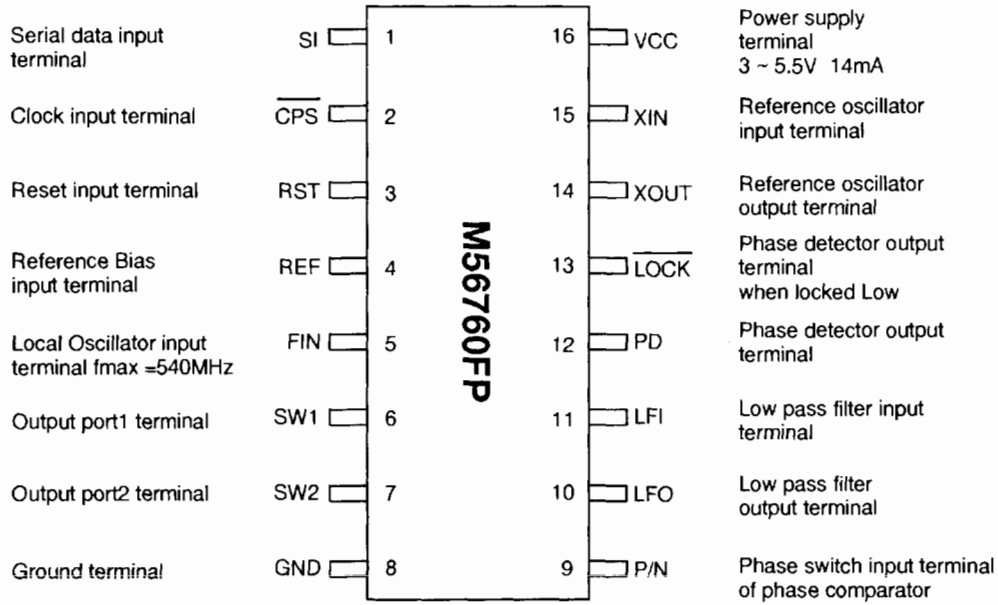 Serial data input
terminal
SI
1
Clock input terminal
CPS
2
Reset input terminal
RST
3
Reference Bias
input terminal
REF
4
Local Oscillator input
terminal fmax =540MHz
FIN
5
Output port1 terminal
SW1
6
Output port2 terminal
SW2
7
Ground terminal
GND
8
M56760FP
16
VCC
Power supply
terminal
3 ~ 5.5V 14mA
15
XIN
Reference oscillator
input terminal
14
XOUT
Reference oscillator
output terminal
13
LOCK
Phase detector output
terminal
when locked Low
12
PD
Phase detector output
terminal
11
LFI
Low pass filter input
terminal
10
LFO
Low pass filter
output terminal
9
P/N
Phase switch input terminal
of phase comparator